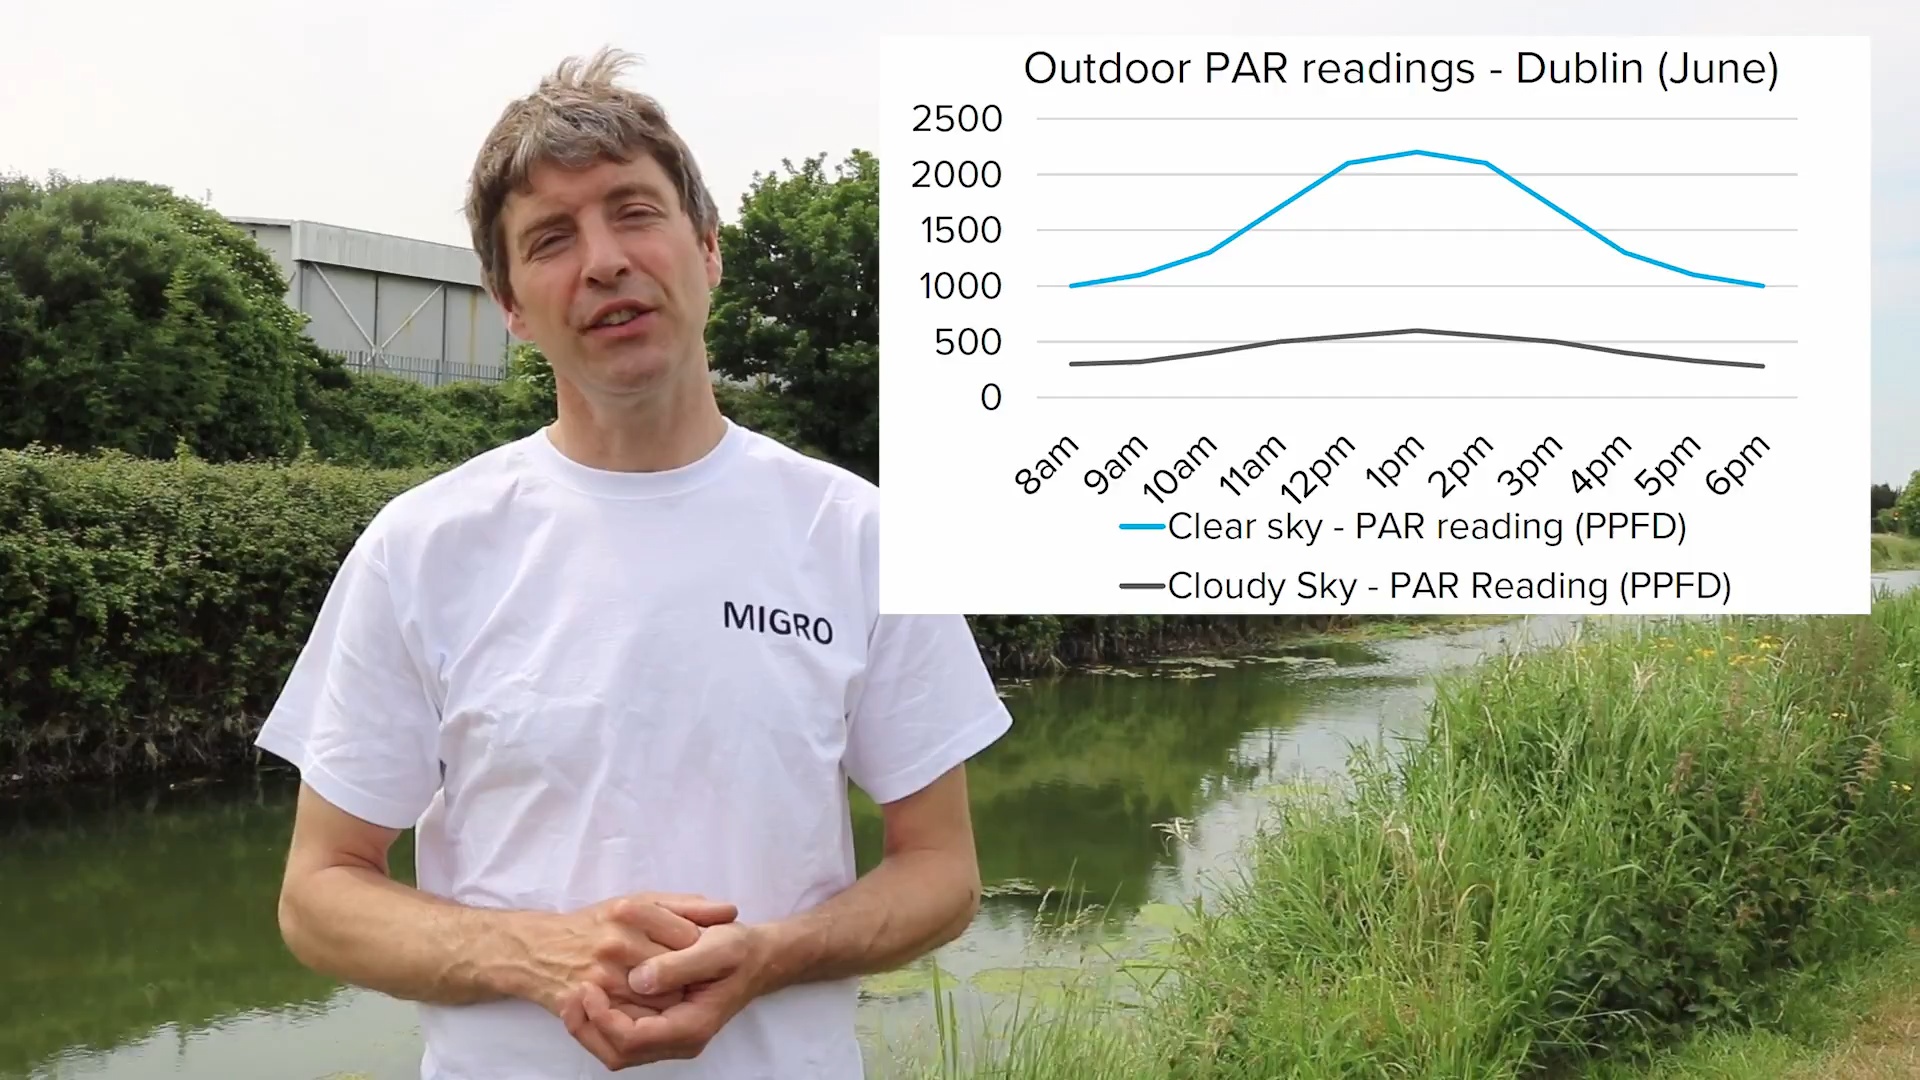 Outdoor PAR readings - Dublin (June)
2500
2000
1500
1000
500
0
8am 9am 10am 11am 12pm 1pm 2pm 3pm 4pm 5pm 6pm
Clear sky - PAR reading (PPFD)
Cloudy Sky - PAR Reading (PPFD)
MIGRO